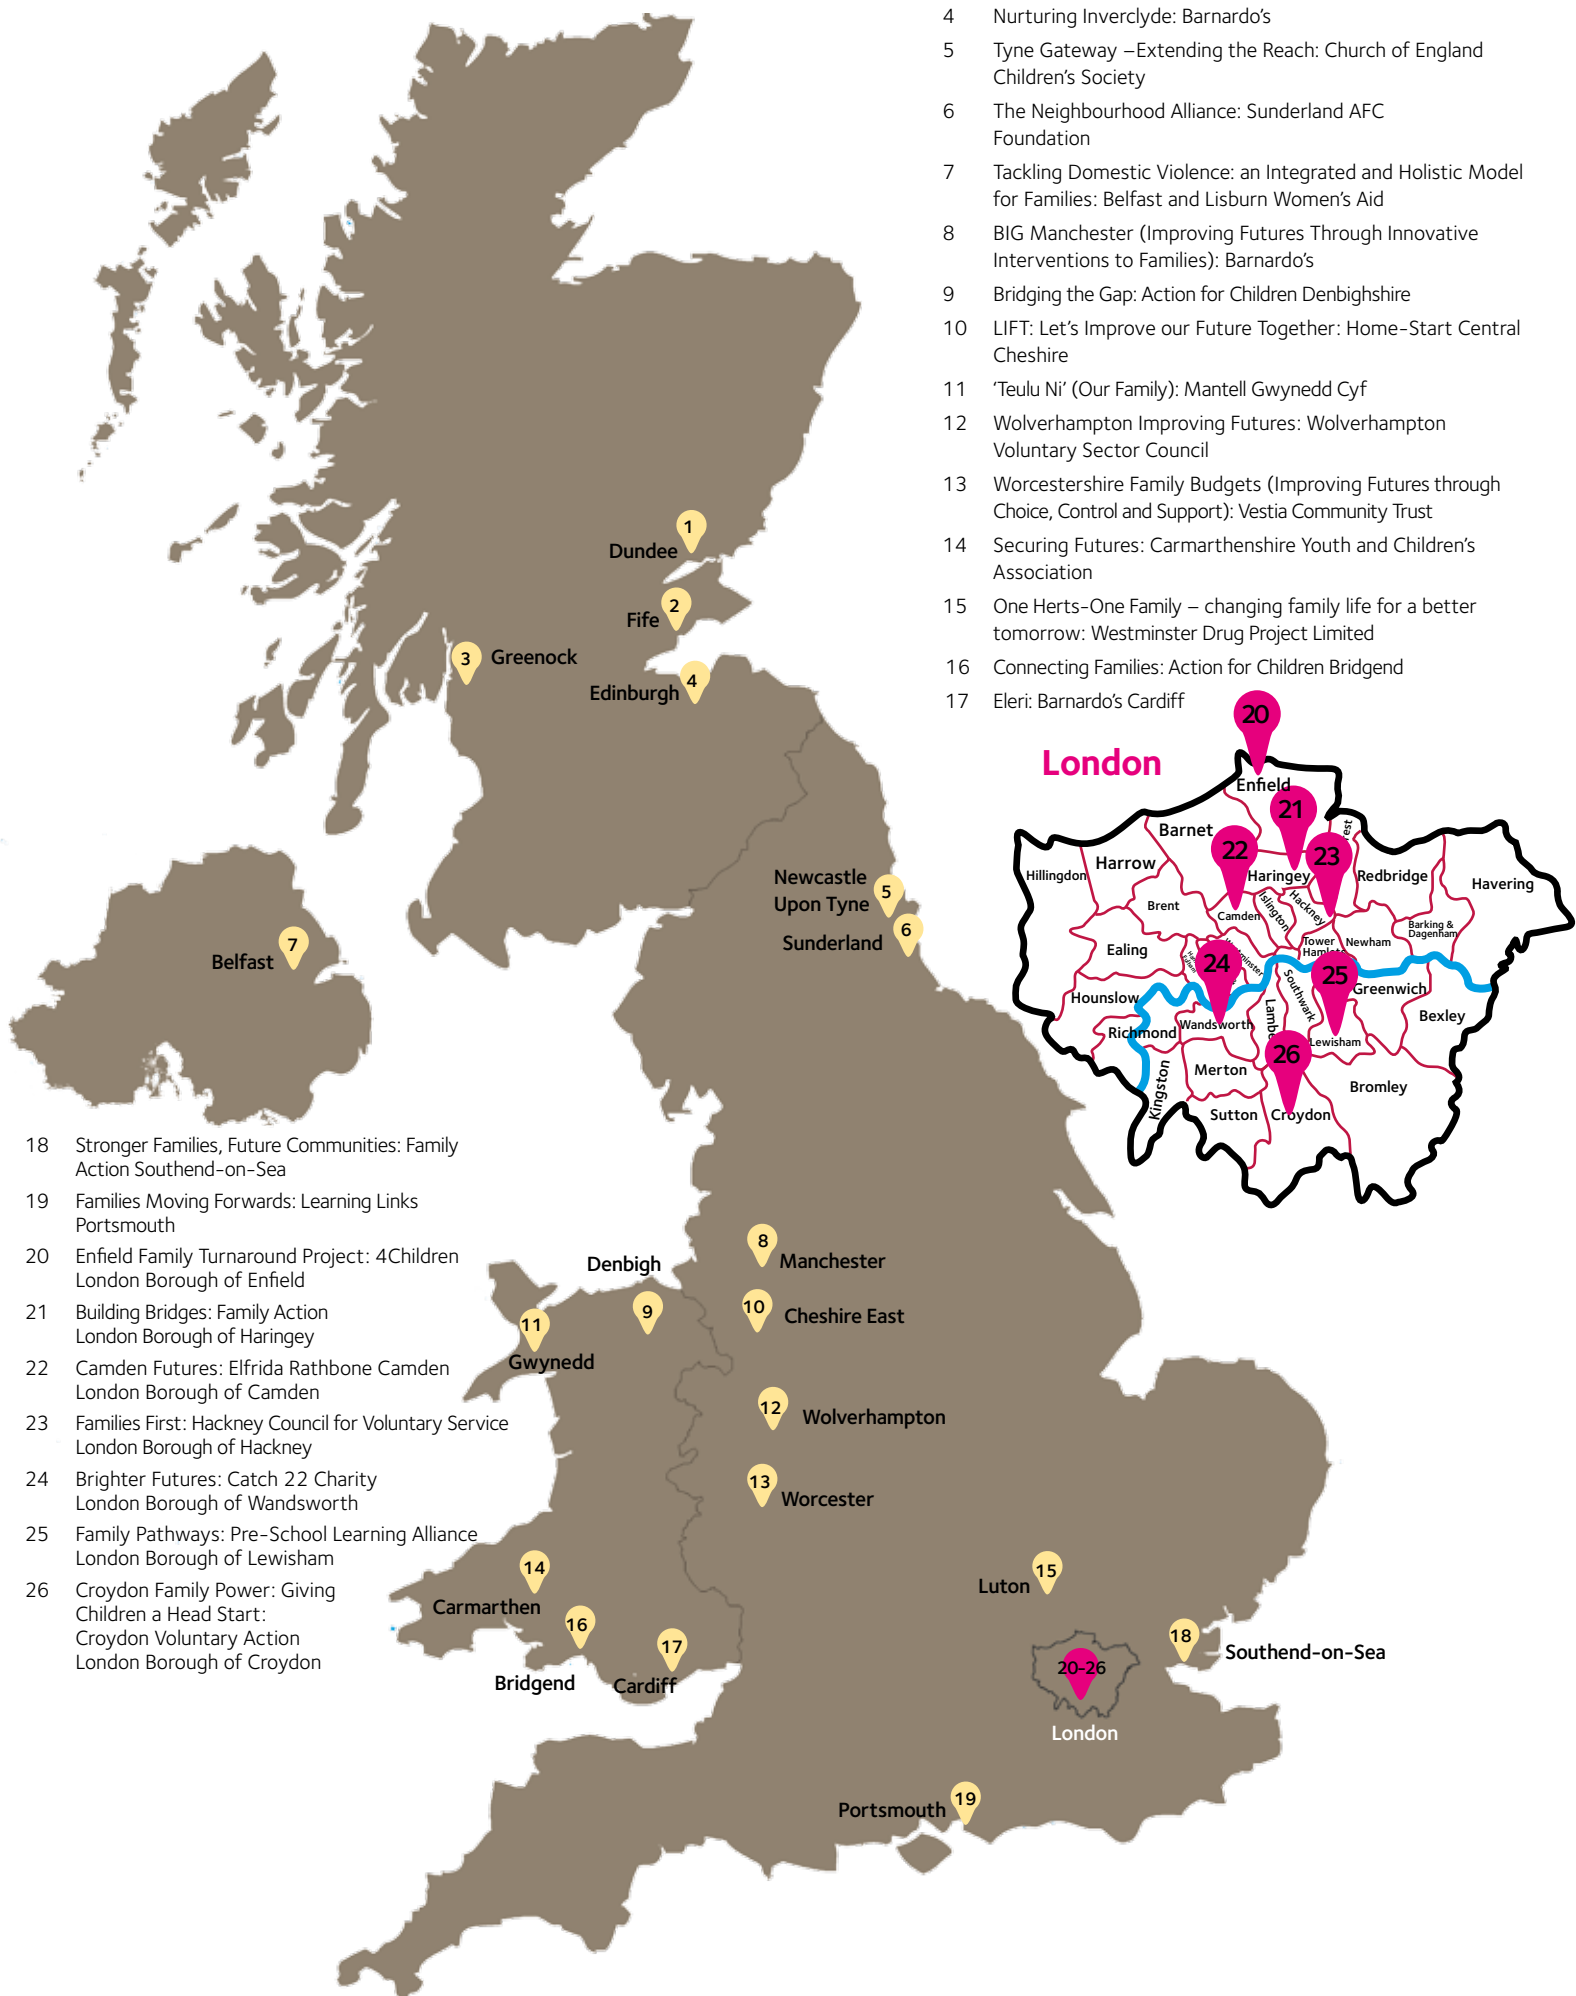 4 Nurturing Inverclyde: Barnardo’s
5 Tyne Gateway –Extending the Reach: Church of England
Children’s Society
6 The Neighbourhood Alliance: Sunderland AFC
Foundation
7 Tackling Domestic Violence: an Integrated and Holistic Model
for Families: Belfast and Lisburn Women’s Aid
8 BIG Manchester (Improving Futures Through Innovative
Interventions to Families): Barnardo’s
9 Bridging the Gap: Action for Children Denbighshire
10 LIFT: Let’s Improve our Future Together: Home-Start Central
Cheshire
11 ‘Teulu Ni’ (Our Family): Mantell Gwynedd Cyf
12 Wolverhampton Improving Futures: Wolverhampton
Voluntary Sector Council
13 Worcestershire Family Budgets (Improving Futures through
Choice, Control and Support): Vestia Community Trust
14 Securing Futures: Carmarthenshire Youth and Children’s
Association
15 One Herts-One Family – changing family life for a better
tomorrow: Westminster Drug Project Limited
16 Connecting Families: Action for Children Bridgend
17 Eleri: Barnardo’s Cardiff
1
Dundee
2
Fife
3 Greenock
4
Edinburgh
Newcastle
Upon Tyne
5
Sunderland
6
7
Belfast
London
20
Enfield
21
Barnet
22
23
Harrow
Hillingdon
Haringey
Redbridge
Havering
Brent
Camden
Islington
Hackney
Barking &
Dagenham
Ealing
Tower
Hamlets
Newham
24
25
Southwark
Greenwich
Hounslow
Bexley
Richmond
Wandsworth
Lewisham
26
Merton
Kingston
Bromley
Sutton
Croydon
18 Stronger Families, Future Communities: Family
Action Southend-on-Sea
19 Families Moving Forwards: Learning Links
Portsmouth
20 Enfield Family Turnaround Project: 4Children
London Borough of Enfield
21 Building Bridges: Family Action
London Borough of Haringey
22 Camden Futures: Elfrida Rathbone Camden
London Borough of Camden
23 Families First: Hackney Council for Voluntary Service
London Borough of Hackney
24 Brighter Futures: Catch 22 Charity
London Borough of Wandsworth
25 Family Pathways: Pre-School Learning Alliance
London Borough of Lewisham
26 Croydon Family Power: Giving
Children a Head Start:
Croydon Voluntary Action
London Borough of Croydon
8
Manchester
Denbigh
9
10
Cheshire East
11
Gwynedd
12
Wolverhampton
13
Worcester
14
Carmarthen
15
Luton
16
Bridgend
17
Cardiff
18
Southend-on-Sea
20-26
London
19
Portsmouth